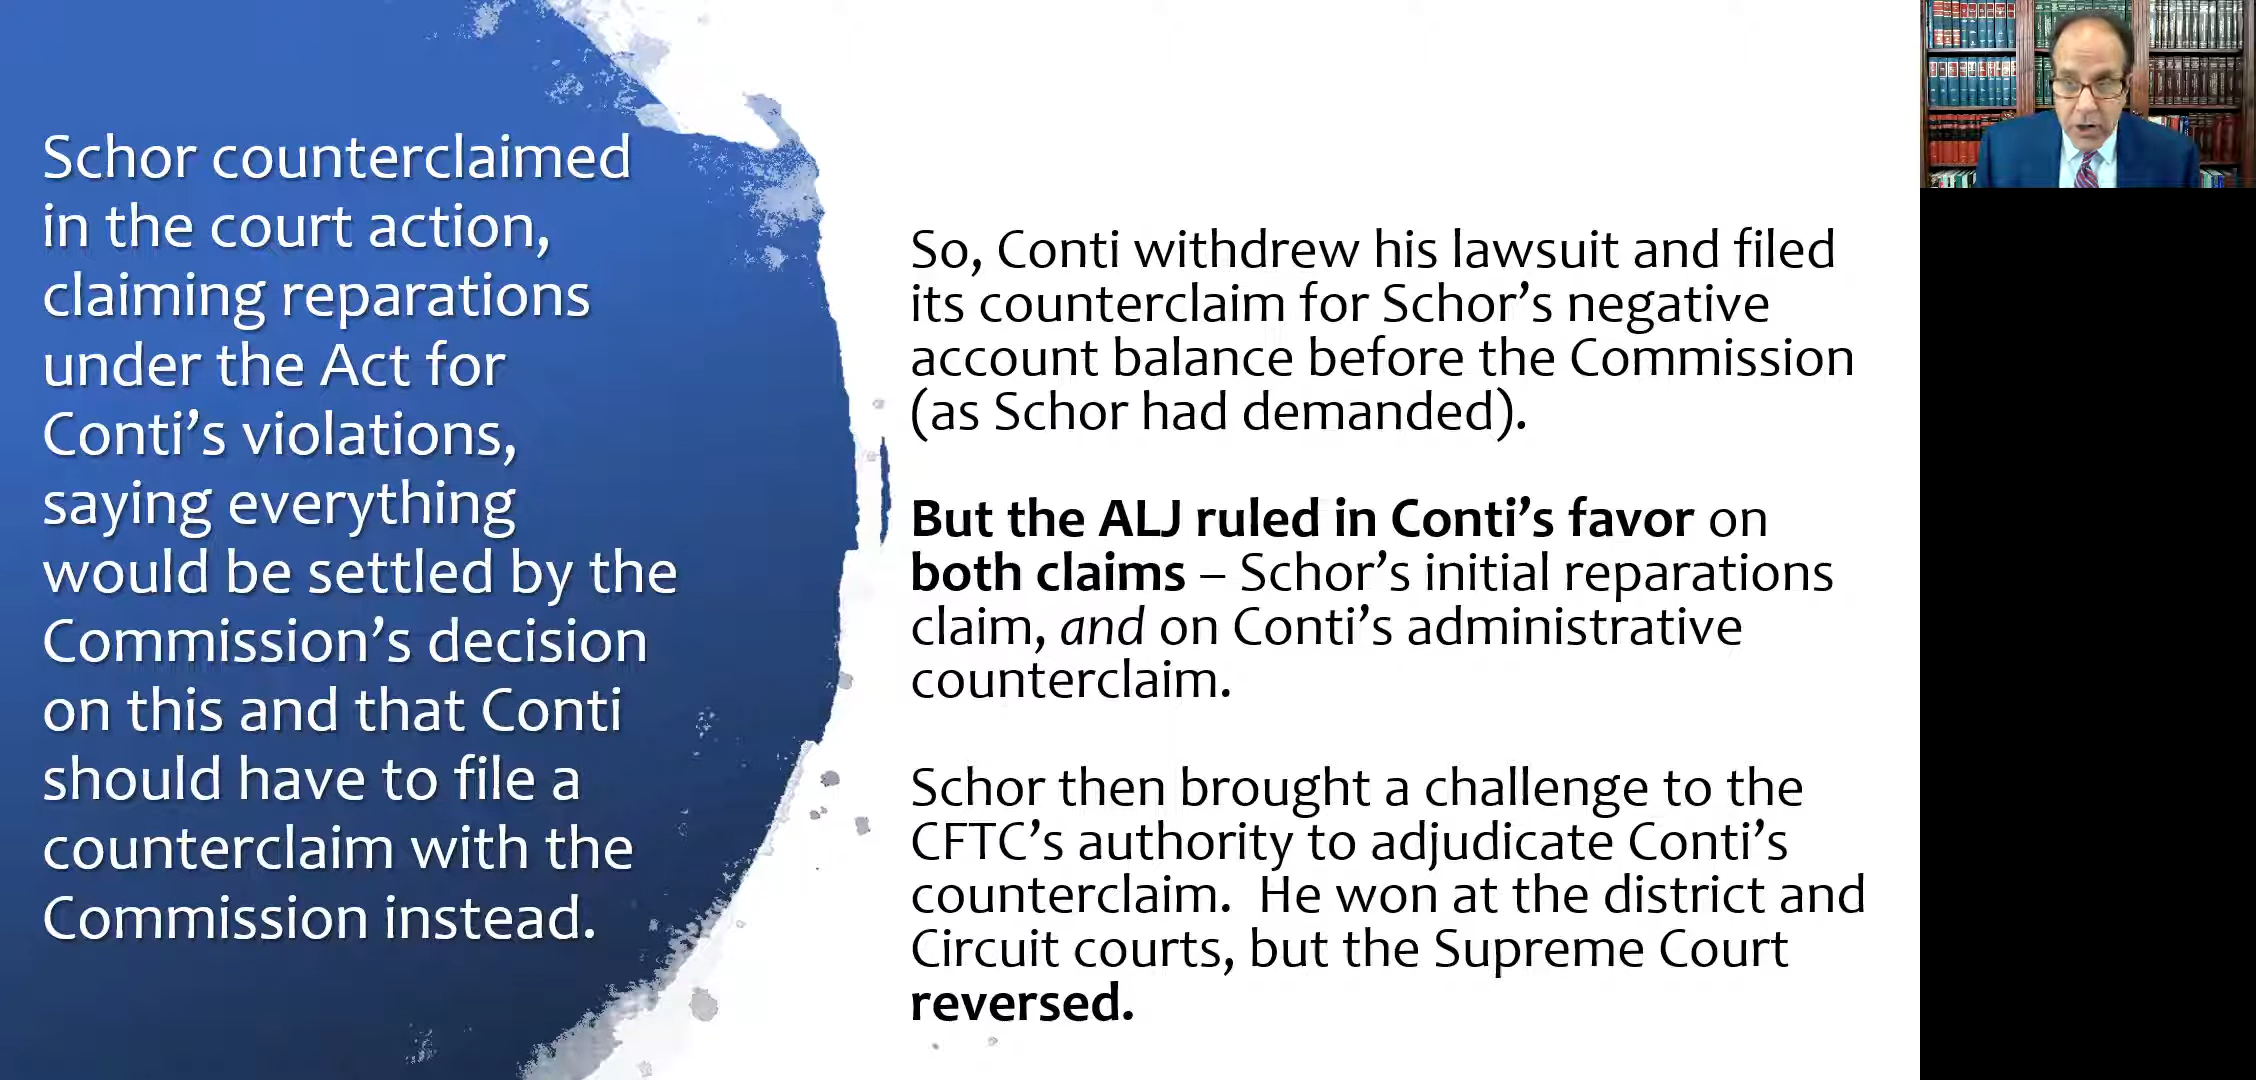 Schor counterclaimed
in the court action,
claiming reparations
under the Act for
Conti’s violations,
saying everything
would be settled by the
Commission’s decision
on this and that Conti
should have to file a
counterclaim with the
Commission instead.
So, Conti withdrew his lawsuit and filed
its counterclaim for Schor’s negative
account balance before the Commission
(as Schor had demanded).
But the ALJ ruled in Conti’s favor on
both claims – Schor’s initial reparations
claim, and on Conti’s administrative
counterclaim.
Schor then brought a challenge to the
CFTC’s authority to adjudicate Conti’s
counterclaim.  He won at the district and
Circuit courts, but the Supreme Court
reversed.